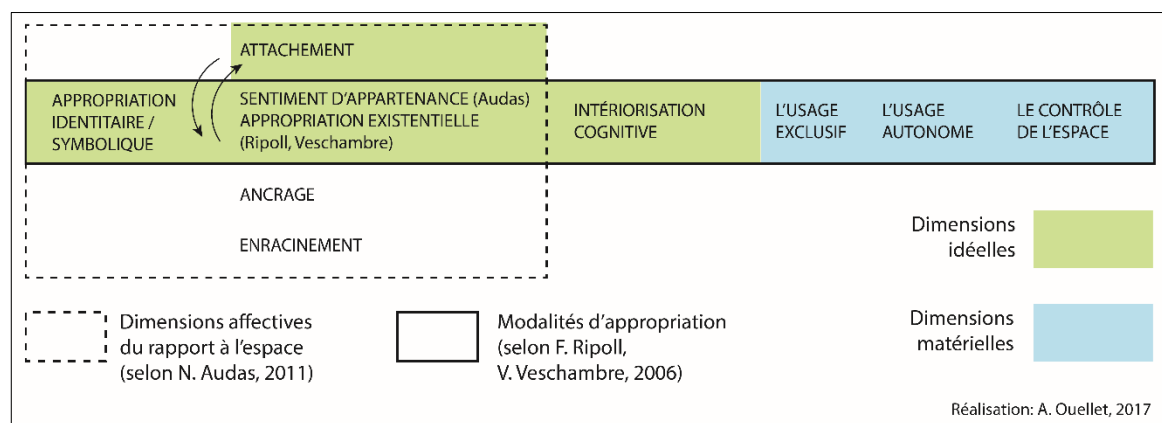 ATTACHEMENT
APPROPRIATION
IDENTITAIRE /
SYMBOLIQUE
SENTIMENT D'APPARTENANCE (Audas)
APPROPRIATION EXISTENTIELLE
(Ripoll, Veschambre)
INTÉRIORISATION
COGNITIVE
L'USAGE
EXCLUSIF
L'USAGE
AUTONOME
LE CONTRÔLE
DE L'ESPACE
ANCRAGE
ENRACINEMENT
Dimensions
idéelles
Dimensions affectives
du rapport à l'espace
(selon N. Audas, 2011)
Modalités d'appropriation
(selon F. Ripoll,
V. Veschambre, 2006)
Dimensions
matérielles
Réalisation: A. Ouellet, 2017